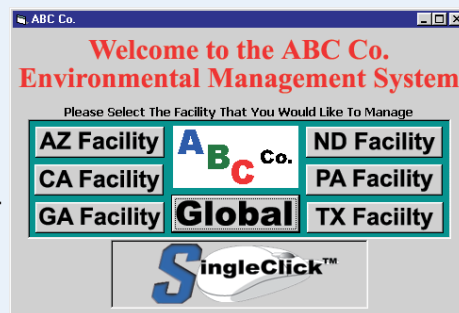 ABC Co.
Welcome to the ABC Co.
Environmental Management System
Please Select The Facility That You Would Like To Manage
AZ Facility
CA Facility
GA Facility
ABC Co.
Global
ND Facility
PA Facility
TX Faciilty
SingleClick™